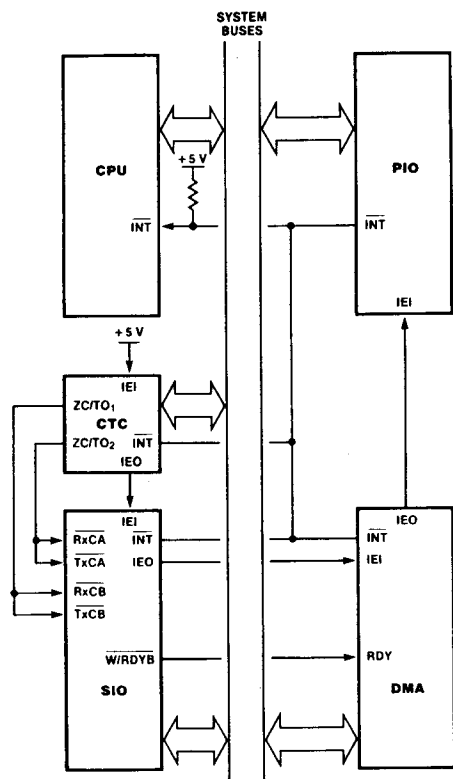 SYSTEM
BUSES
CPU
+5 V
INT
PIO
INT
IEI
+5 V
IEI
ZC/TO₁
CTC
ZC/TO₂
INT
IEO
IEI
RxCA
INT
TxCA
IEO
RxCB
TxCB
W/RDYB
SIO
IEO
INT
IEI
RDY
DMA